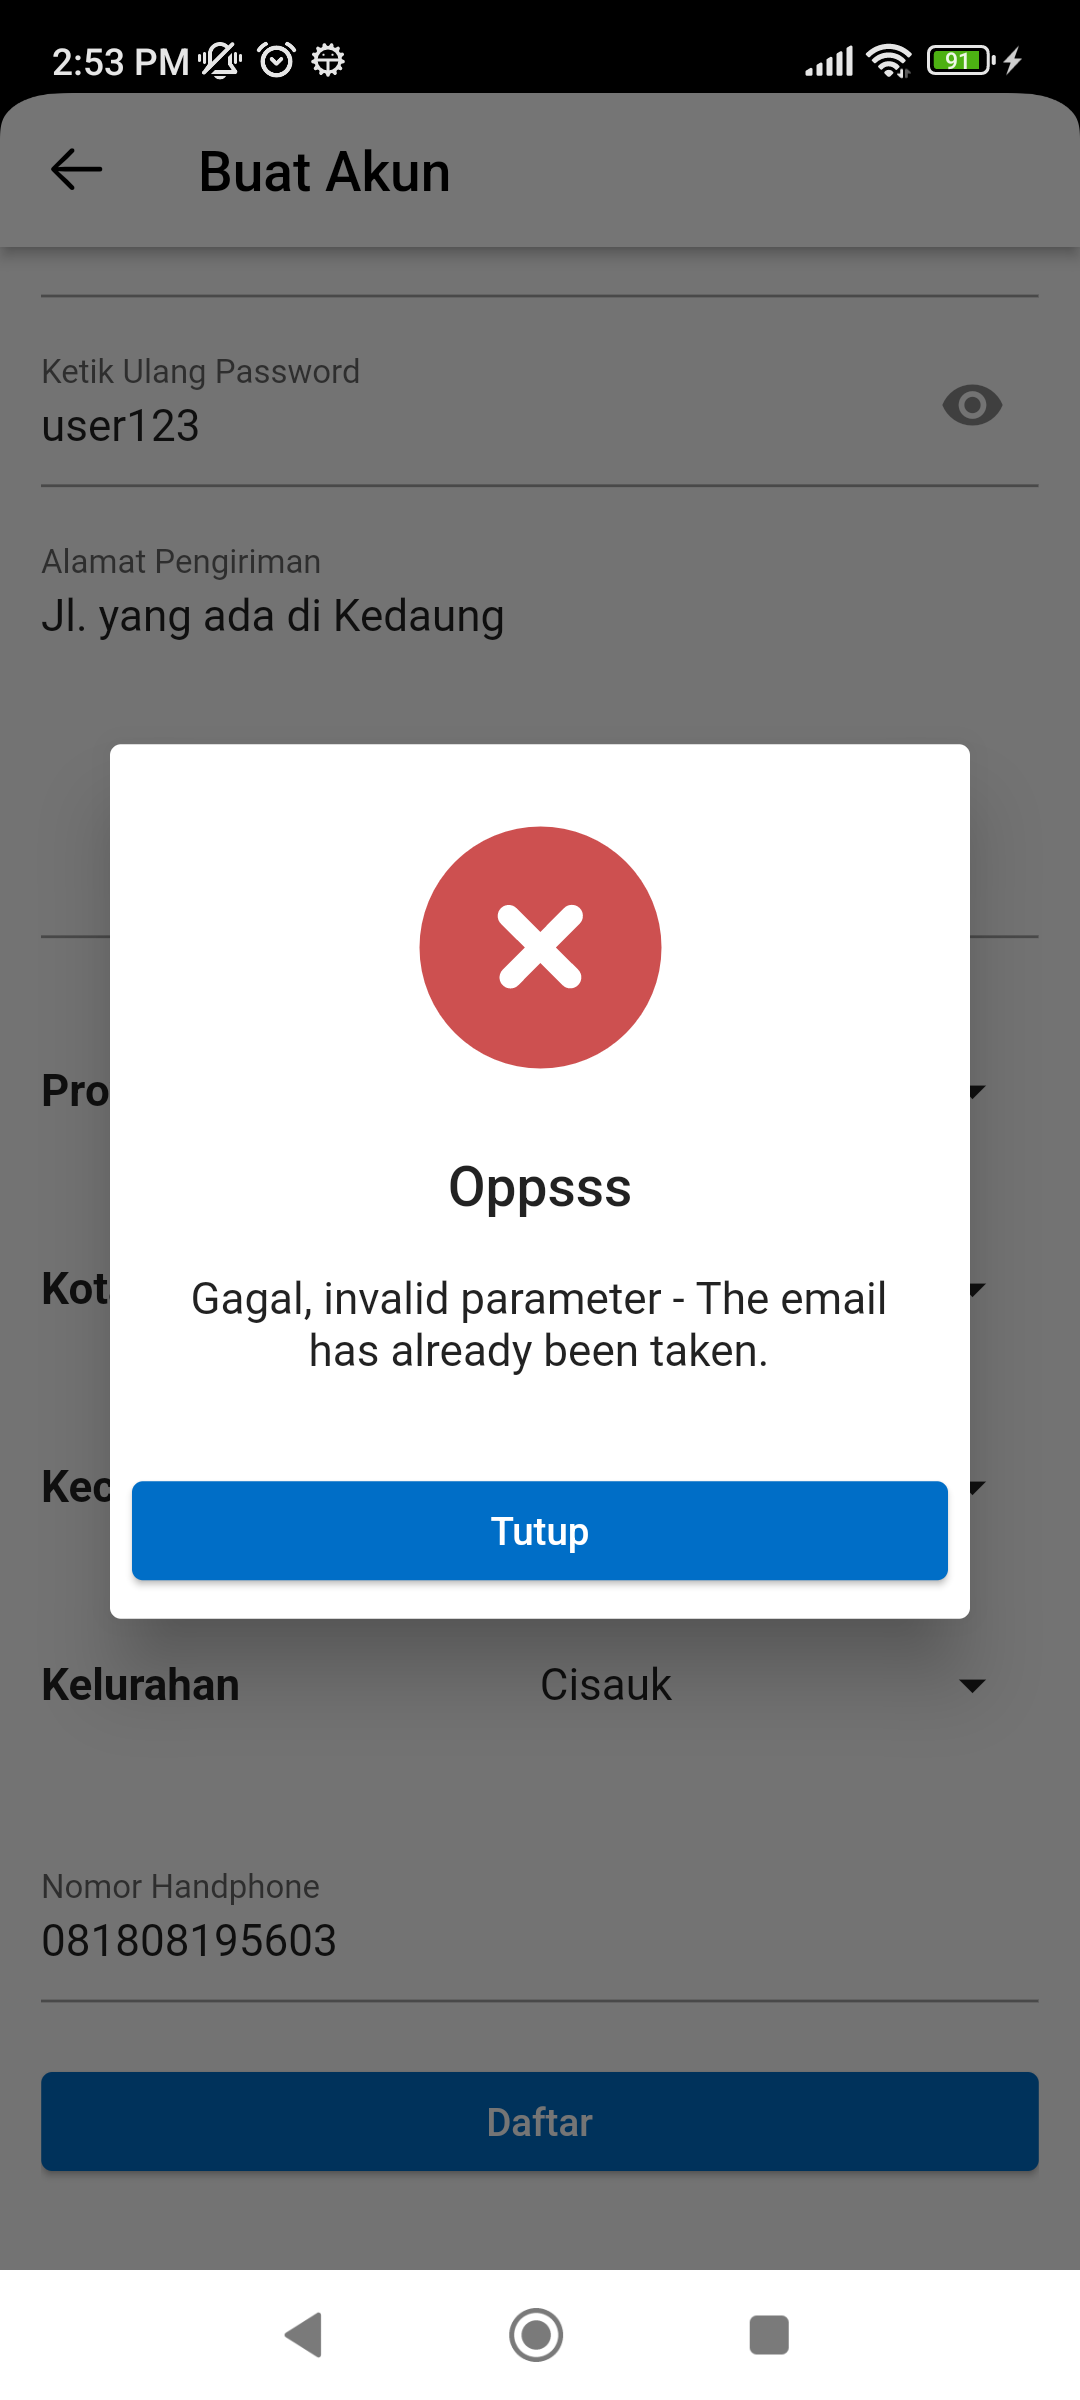 2:53 PM
91
Buat Akun
Ketik Ulang Password
user123
Alamat Pengiriman
Jl. yang ada di Kedaung
Pro
Oppsss
Kot
Gagal, invalid parameter - The email
has already been taken.
Kec
Tutup
Kelurahan Cisauk
Nomor Handphone
081808195603
Daftar